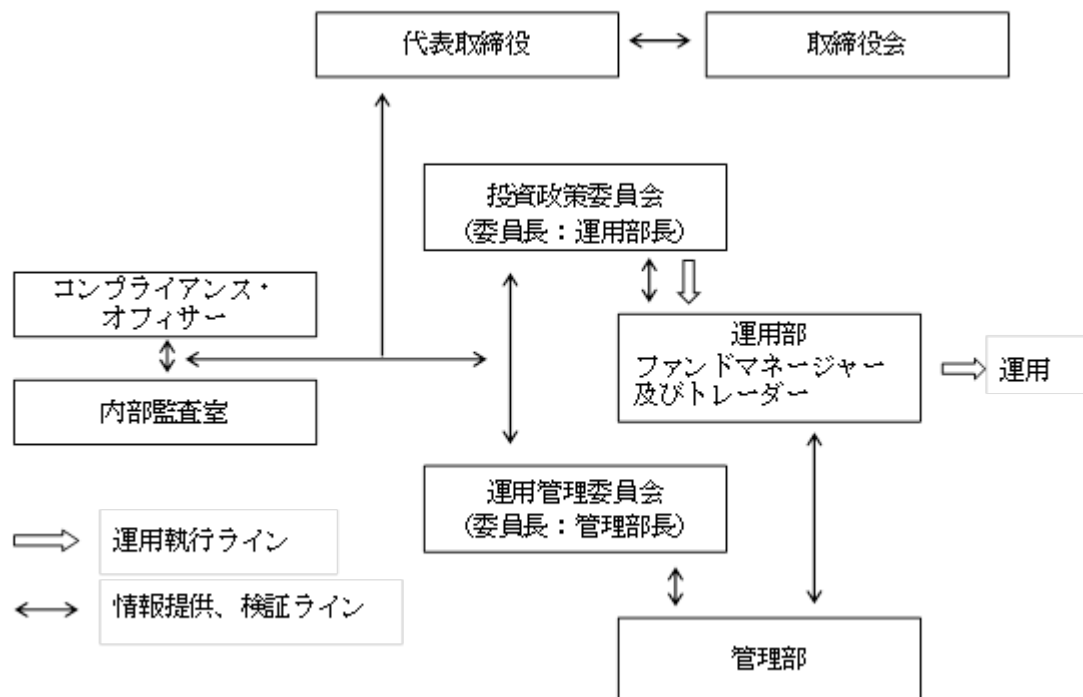 代表取締役
取締役会
投資政策委員会
(委員長：運用部長)
コンプライアンス・
オフィサー
内部監査室
運用部
ファンドマネージャー
及びトレーダー
運用
運用管理委員会
(委員長：管理部長)
運用執行ライン
情報提供、検証ライン
管理部